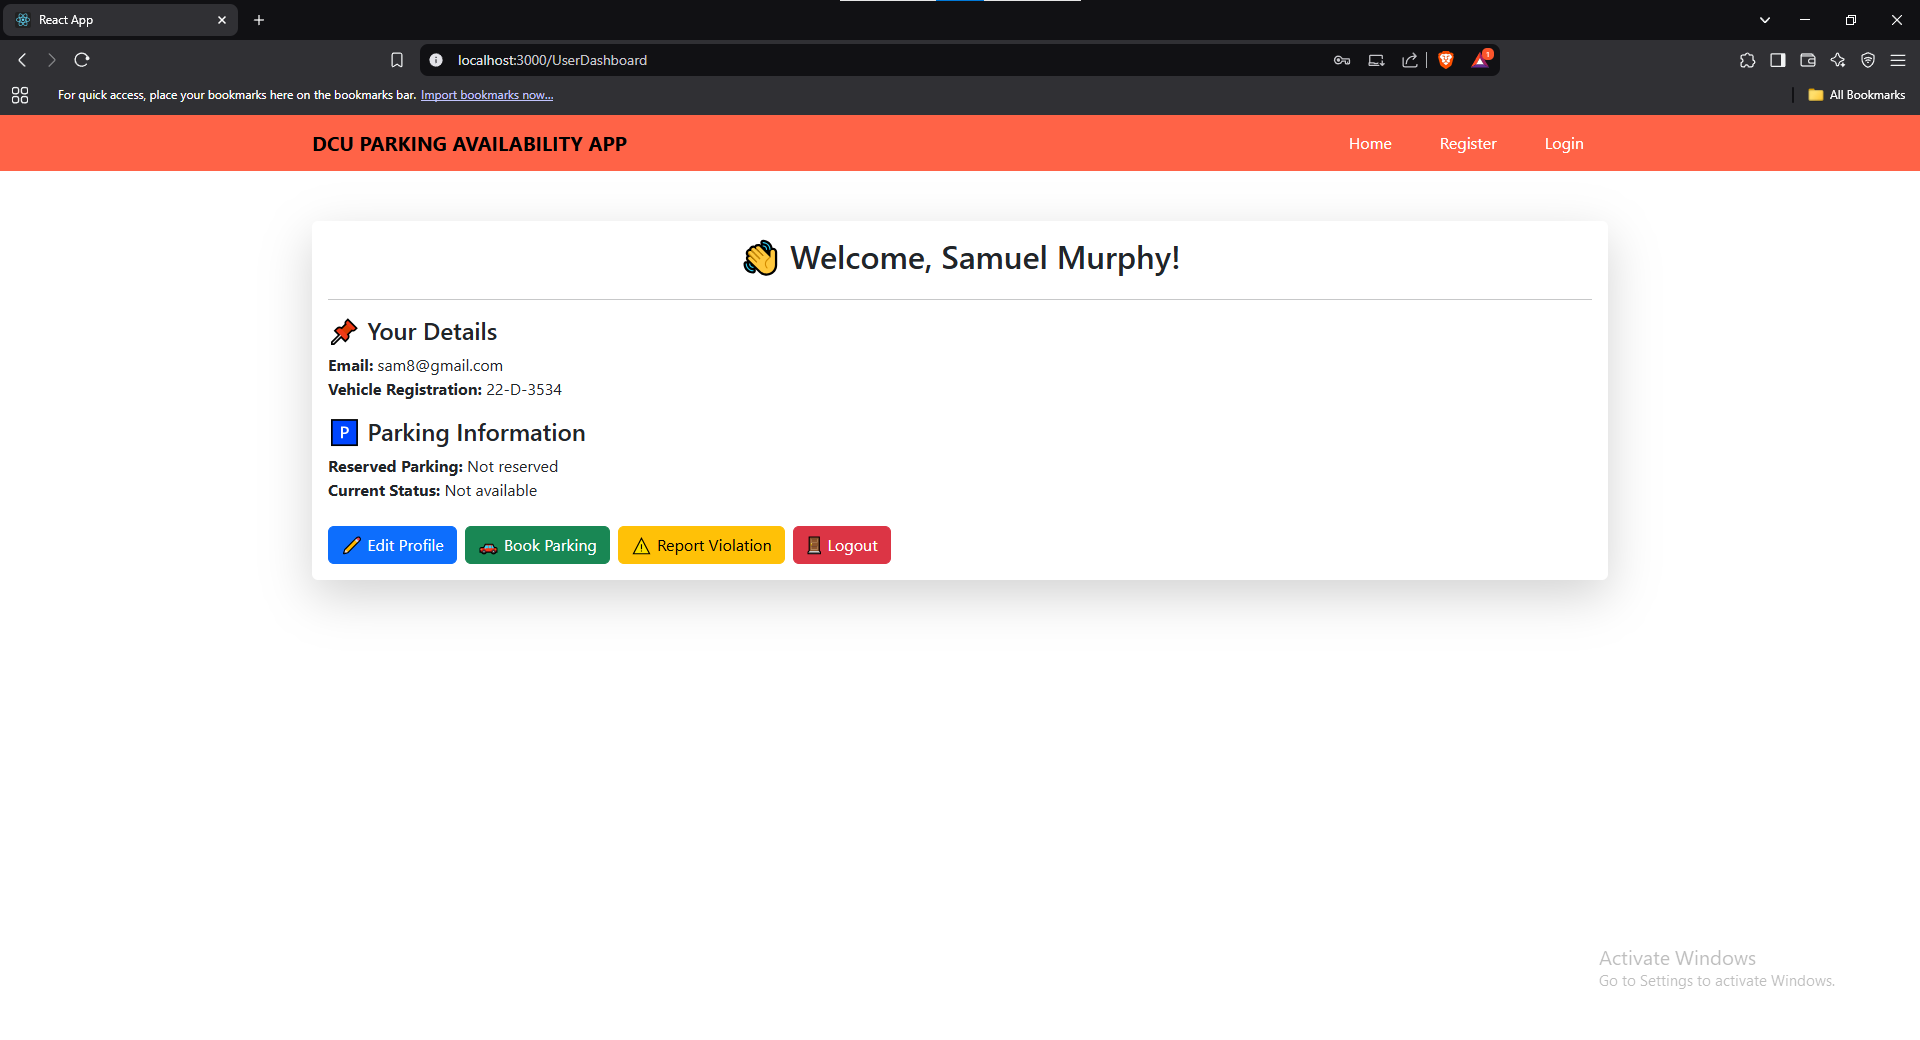 React App
localhost:3000/UserDashboard
1
For quick access, place your bookmarks here on the bookmarks bar. Import bookmarks now...
All Bookmarks
DCU PARKING AVAILABILITY APP
Home
Register
Login
👋 Welcome, Samuel Murphy!
📌 Your Details
Email: sam8@gmail.com
Vehicle Registration: 22-D-3534
🅿️ Parking Information
Reserved Parking: Not reserved
Current Status: Not available
✏️ Edit Profile
🚗 Book Parking
⚠️ Report Violation
🚪 Logout
Activate Windows
Go to Settings to activate Windows.